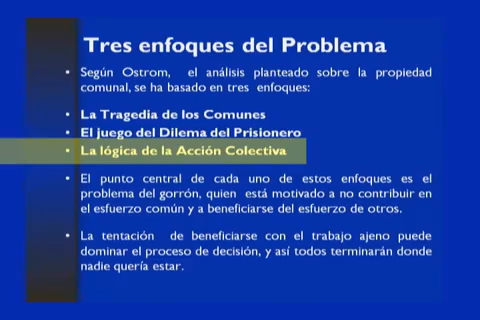 Tres enfoques del Problema
• Según Ostrom, el análisis planteado sobre la propiedad
comunal, se ha basado en tres enfoques:
• La Tragedia de los Comunes
• El juego del Dilema del Prisionero
• La lógica de la Acción Colectiva
• El punto central de cada uno de estos enfoques es el
problema del gorrón, quien está motivado a no contribuir en
el esfuerzo común y a beneficiarse del esfuerzo de otros.
• La tentación de beneficiarse con el trabajo ajeno puede
dominar el proceso de decisión, y así todos terminarán donde
nadie quería estar.